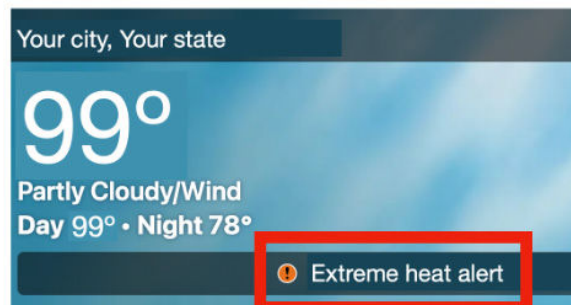 Your city, Your state
99°
Partly Cloudy/Wind
Day 99° • Night 78°
Extreme heat alert